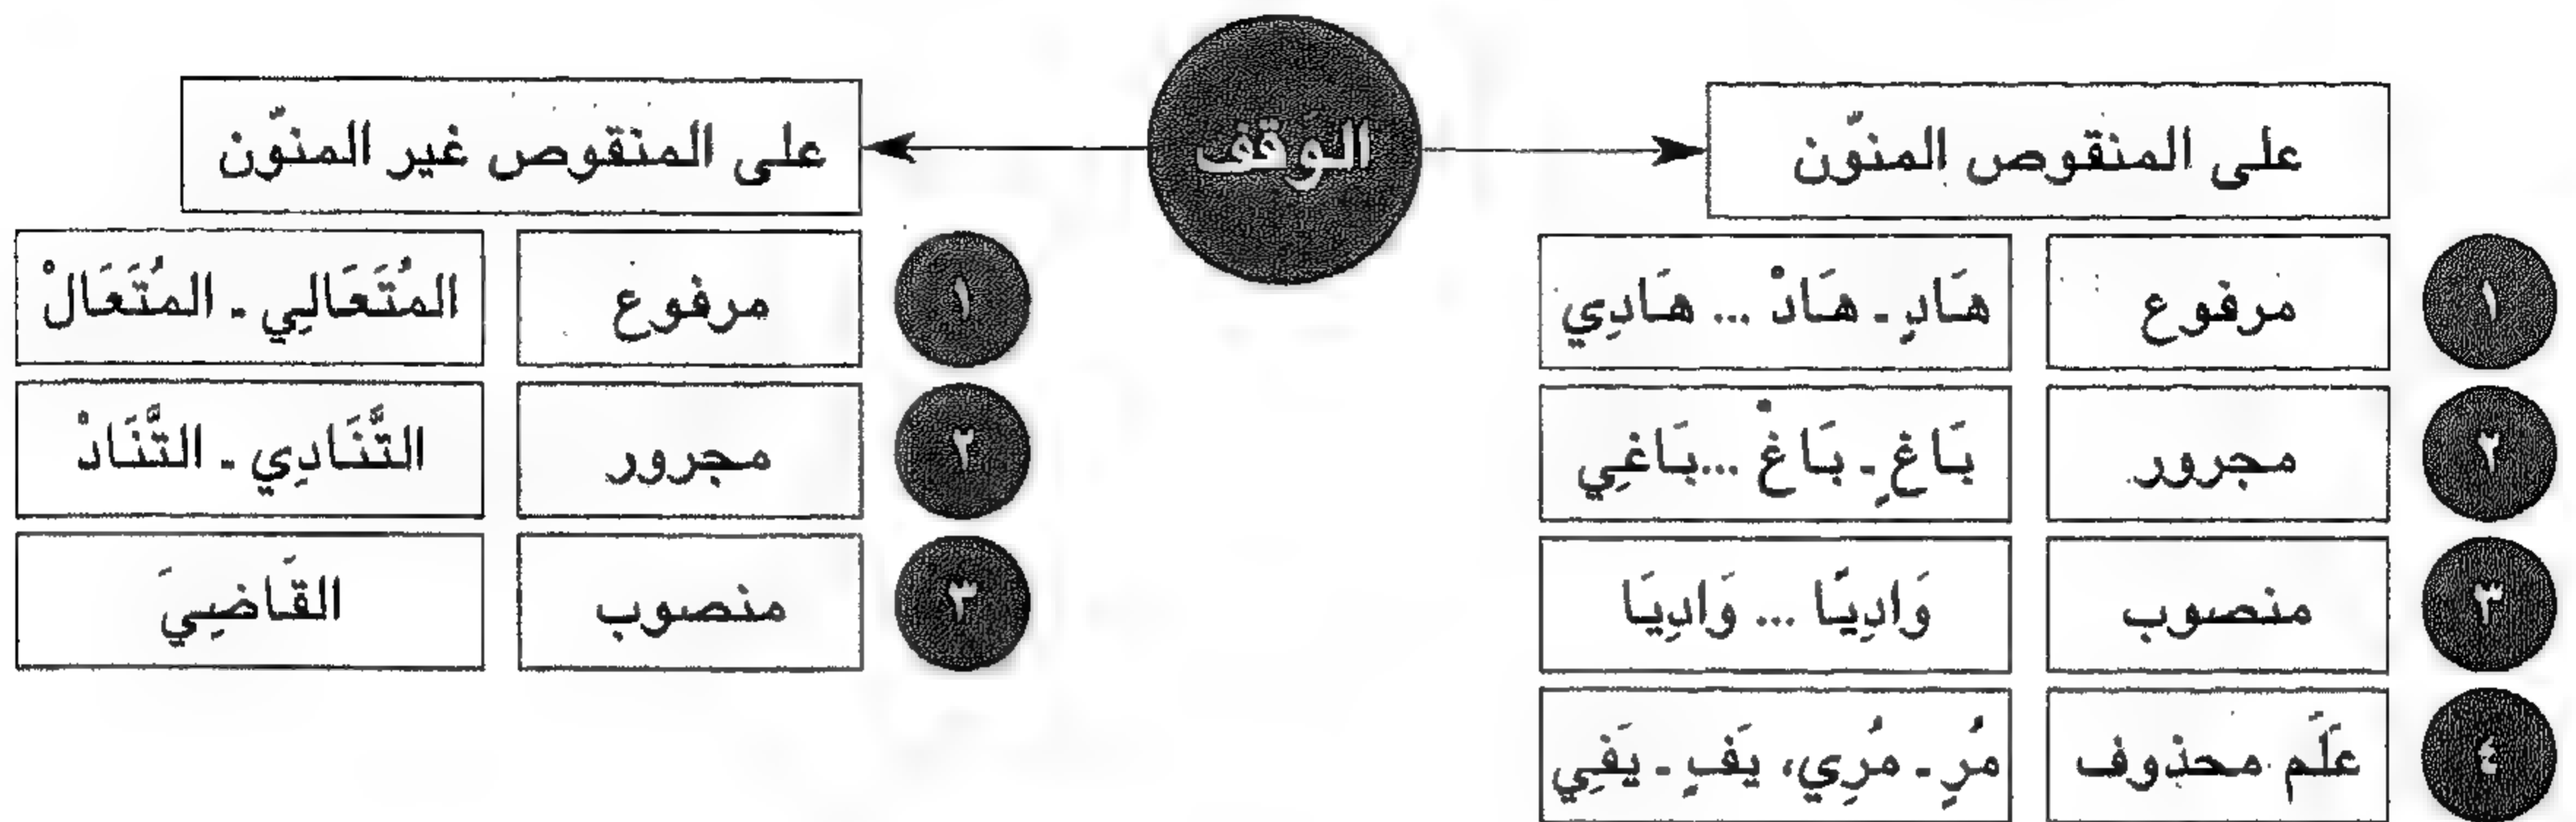 الوَقف
على المنقوص المنوّن
١ مرفوع هَادٍ ـ هَادْ ... هَادِي
٢ مجرور بَاغٍ ـ بَاغْ ...بَاغِي
٣ منصوب وَادِيًا ... وَادِيَا
٤ عَلَم محذوف مُرٍ ـ مُرِي، يَفٍ ـ يَفِي
على المنقوص غير المنوّن
١ مرفوع المُتَعَالِي ـ المُتَعَالْ
٢ مجرور التَّنَادِي ـ التَّنَادْ
٣ منصوب القَاضِيَ